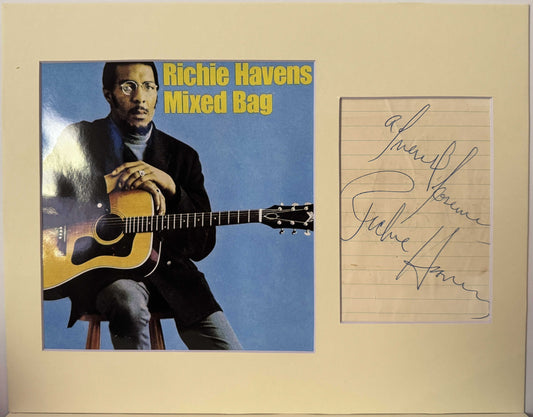 Richie Havens
Mixed Bag
a Friend
Forever
Richie
Havens